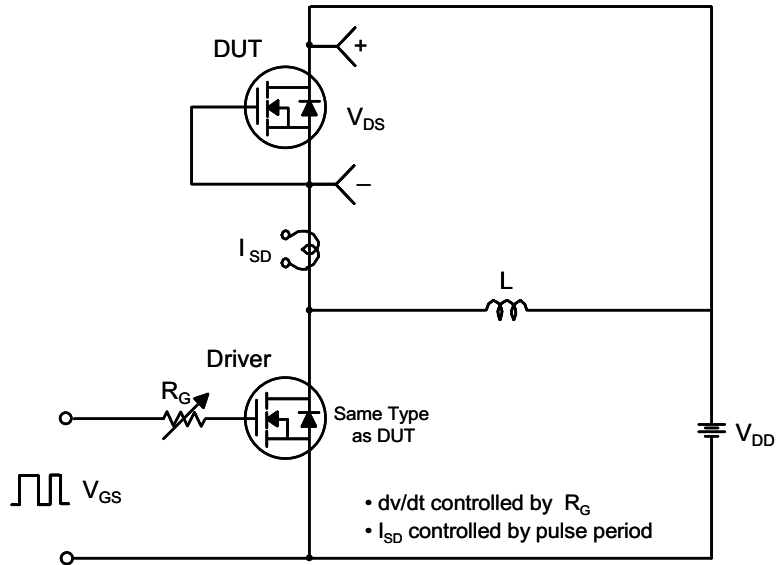 DUT
+
V_DS
–
I_SD
L
Driver
R_G
Same Type
as DUT
V_DD
V_GS
• dv/dt controlled by R_G
• I_SD controlled by pulse period